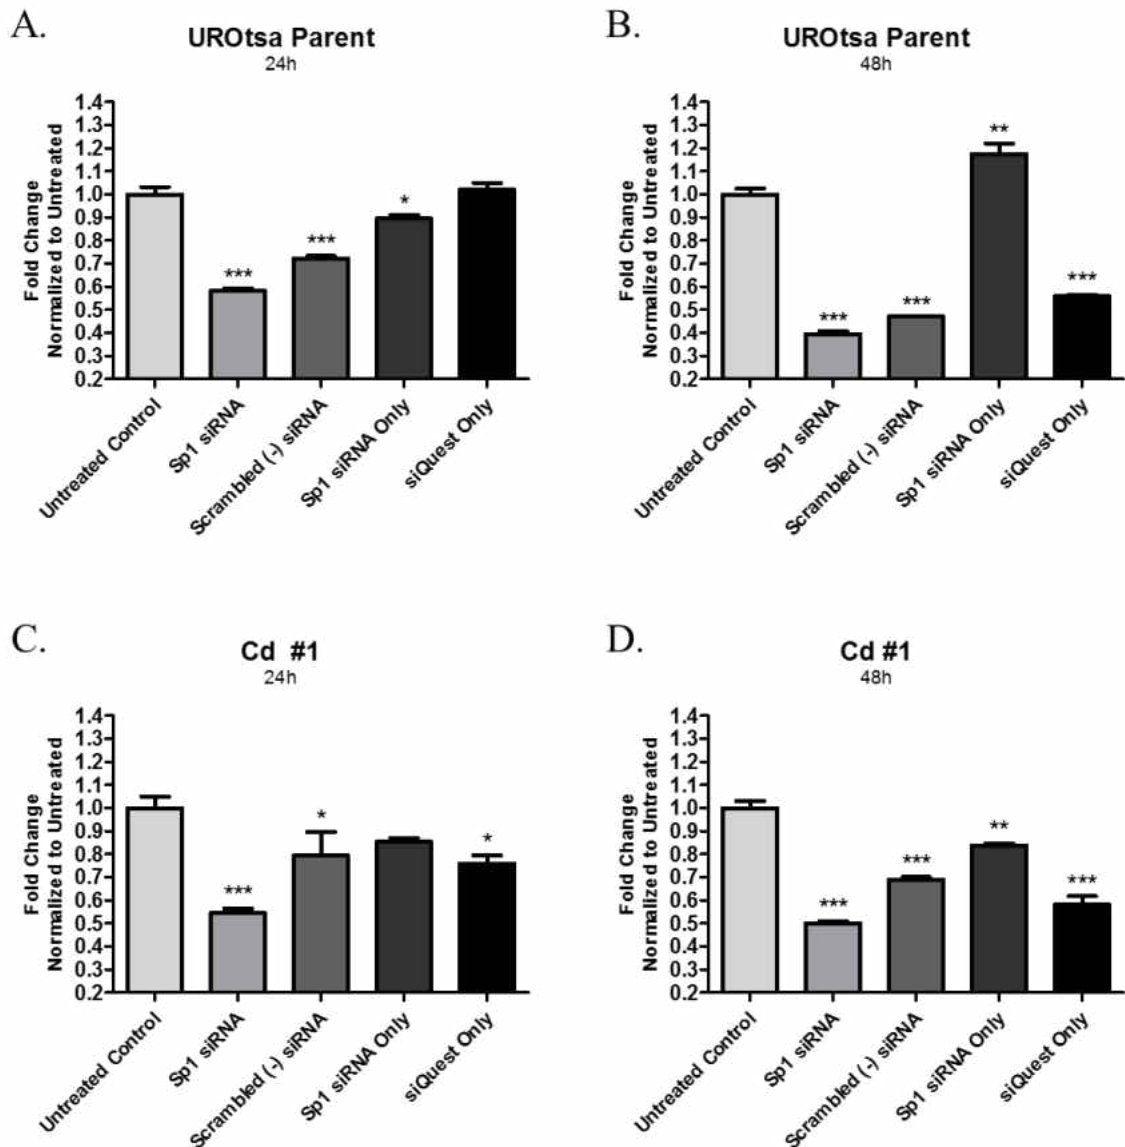 A.
UROtsa Parent
24h
Fold Change
Normalized to Untreated
1.4
1.3
1.2
1.1
1.0
0.9
0.8
0.7
0.6
0.5
0.4
0.3
0.2
***
***
*
Untreated Control
Sp1 siRNA
Scrambled (-) siRNA
Sp1 siRNA Only
siQuest Only
B.
UROtsa Parent
48h
Fold Change
Normalized to Untreated
1.4
1.3
1.2
1.1
1.0
0.9
0.8
0.7
0.6
0.5
0.4
0.3
0.2
***
***
**
***
Untreated Control
Sp1 siRNA
Scrambled (-) siRNA
Sp1 siRNA Only
siQuest Only
C.
Cd #1
24h
Fold Change
Normalized to Untreated
1.4
1.3
1.2
1.1
1.0
0.9
0.8
0.7
0.6
0.5
0.4
0.3
0.2
***
*
*
Untreated Control
Sp1 siRNA
Scrambled (-) siRNA
Sp1 siRNA Only
siQuest Only
D.
Cd #1
48h
Fold Change
Normalized to Untreated
1.4
1.3
1.2
1.1
1.0
0.9
0.8
0.7
0.6
0.5
0.4
0.3
0.2
***
***
**
***
Untreated Control
Sp1 siRNA
Scrambled (-) siRNA
Sp1 siRNA Only
siQuest Only